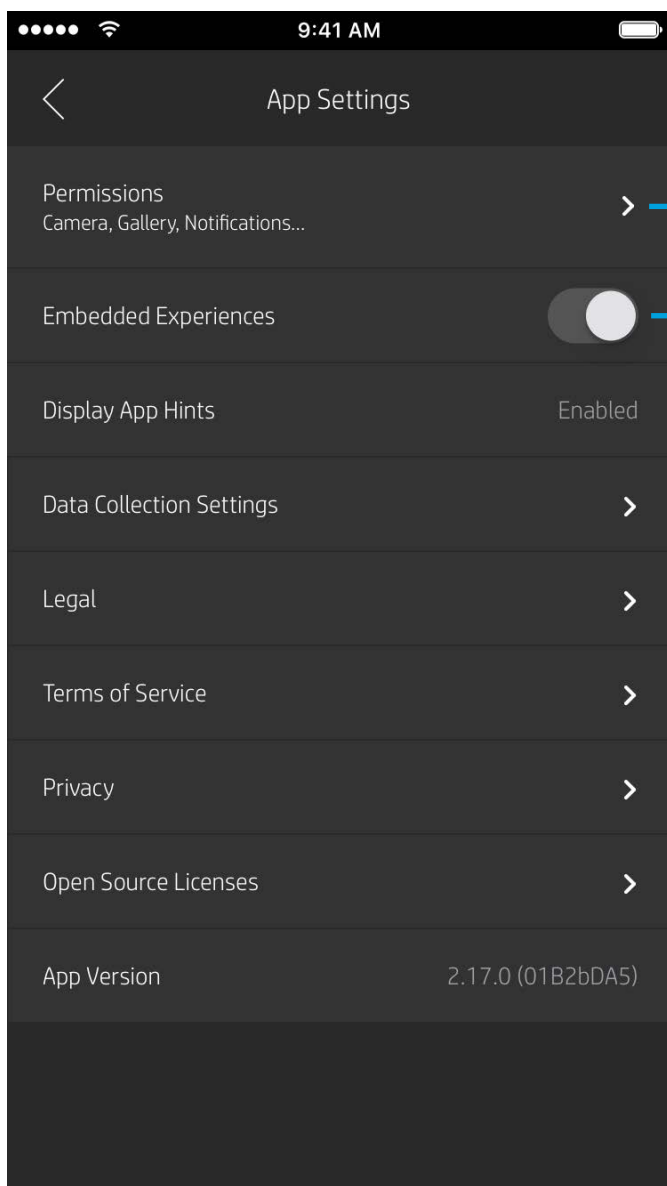 9:41 AM
App Settings
Permissions
Camera, Gallery, Notifications...
Embedded Experiences
Display App Hints Enabled
Data Collection Settings
Legal
Terms of Service
Privacy
Open Source Licenses
App Version 2.17.0 (01B2bDA5)